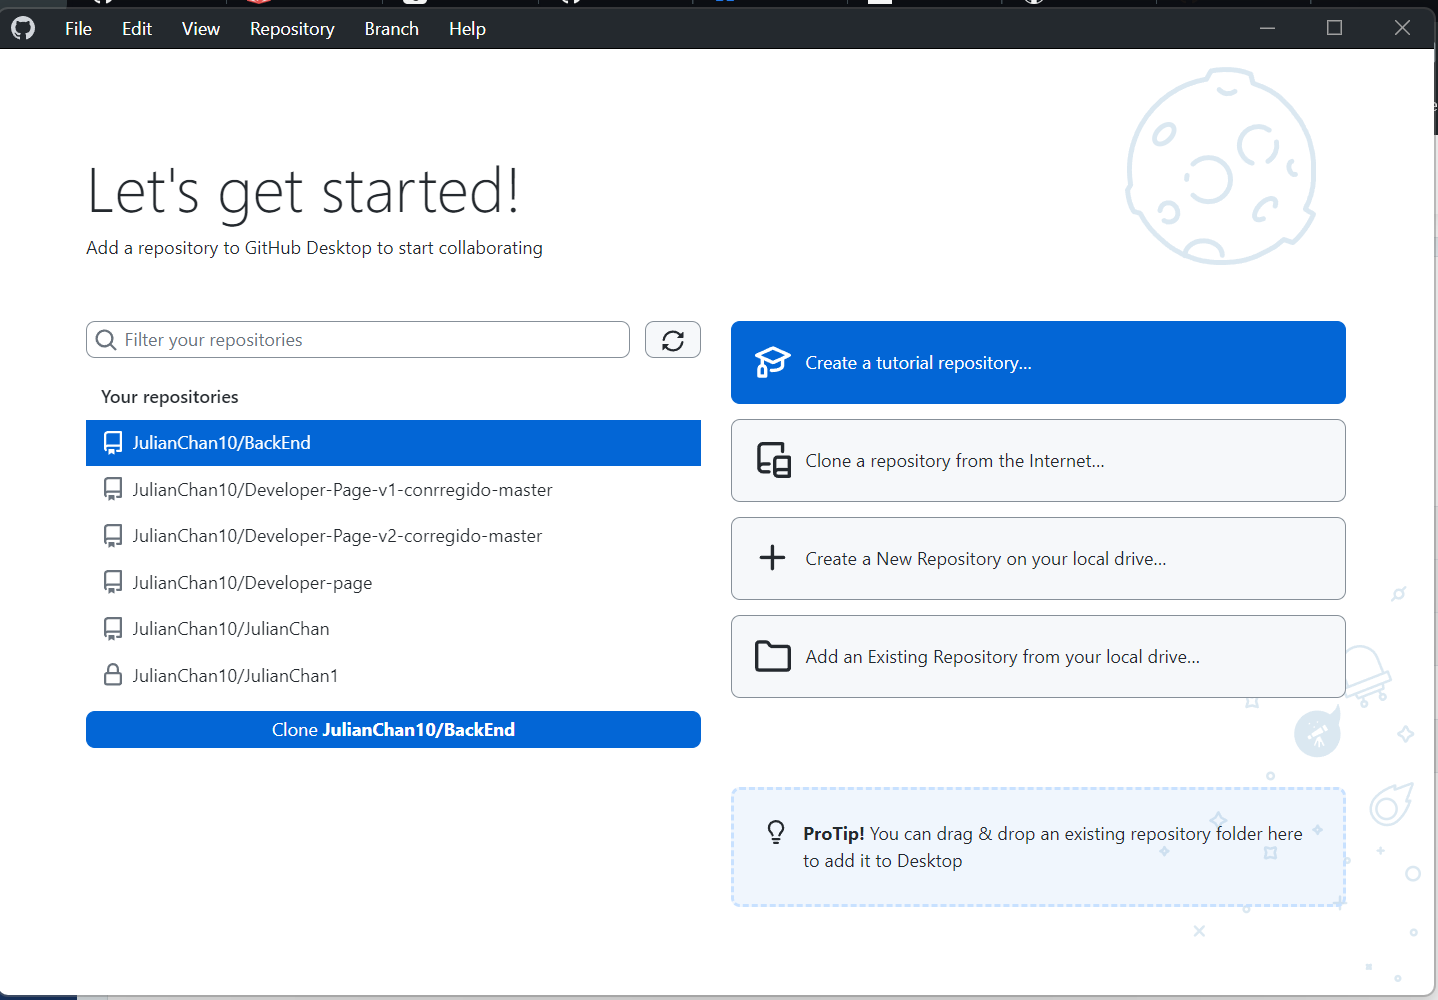 File Edit View Repository Branch Help
Let's get started!
Add a repository to GitHub Desktop to start collaborating
Filter your repositories
Your repositories
JulianChan10/BackEnd
JulianChan10/Developer-Page-v1-conrregido-master
JulianChan10/Developer-Page-v2-corregido-master
JulianChan10/Developer-page
JulianChan10/JulianChan
JulianChan10/JulianChan1
Clone JulianChan10/BackEnd
Create a tutorial repository...
Clone a repository from the Internet...
Create a New Repository on your local drive...
Add an Existing Repository from your local drive...
ProTip! You can drag & drop an existing repository folder here
to add it to Desktop